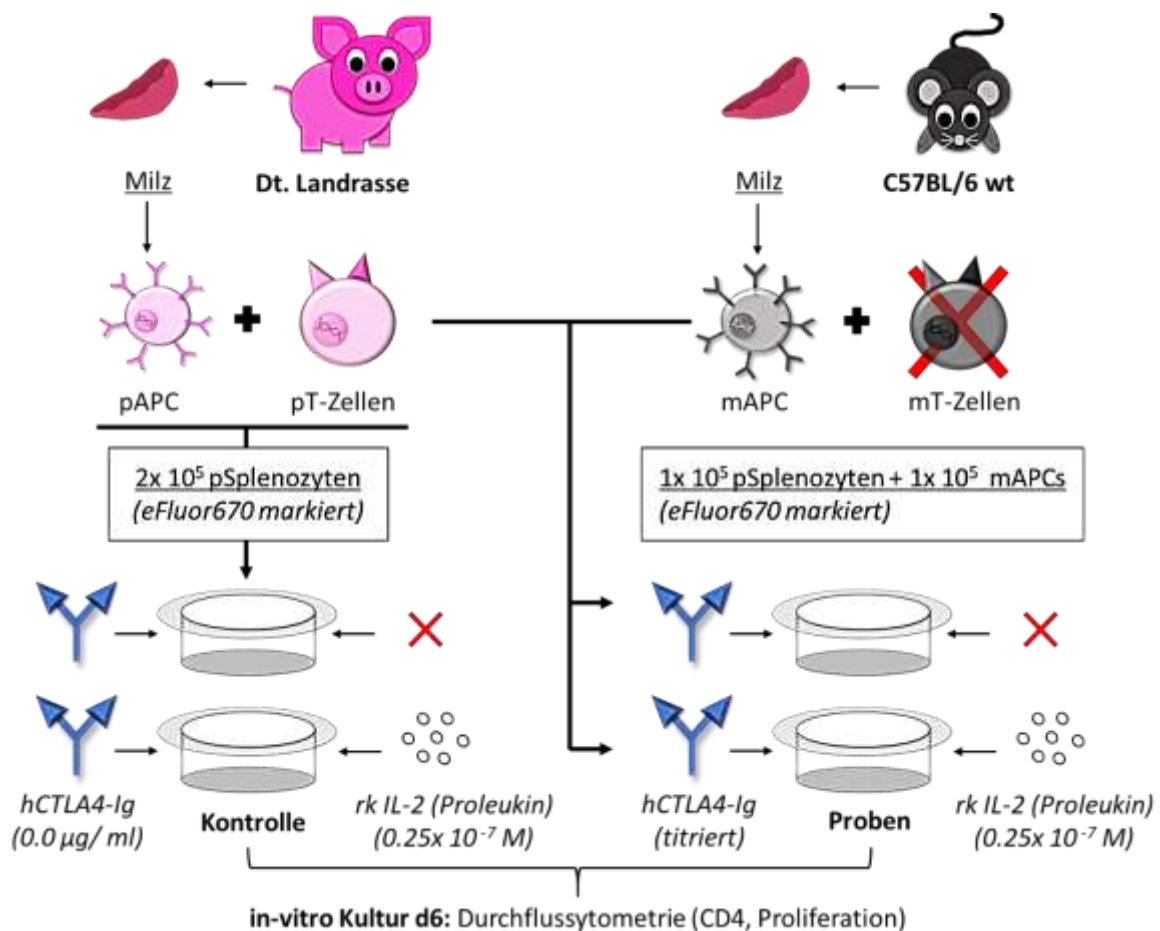 Milz
Dt. Landrasse
Milz
C57BL/6 wt
pAPC
pT-Zellen
mAPC
mT-Zellen
2x 10⁵ pSplenozyten
(eFluor670 markiert)
1x 10⁵ pSplenozyten + 1x 10⁵ mAPCs
(eFluor670 markiert)
hCTLA4-Ig
(0.0 µg/ ml)
Kontrolle
rk IL-2 (Proleukin)
(0.25x 10⁻⁷ M)
hCTLA4-Ig
(titriert)
Proben
rk IL-2 (Proleukin)
(0.25x 10⁻⁷ M)
in-vitro Kultur d6: Durchflussytometrie (CD4, Proliferation)